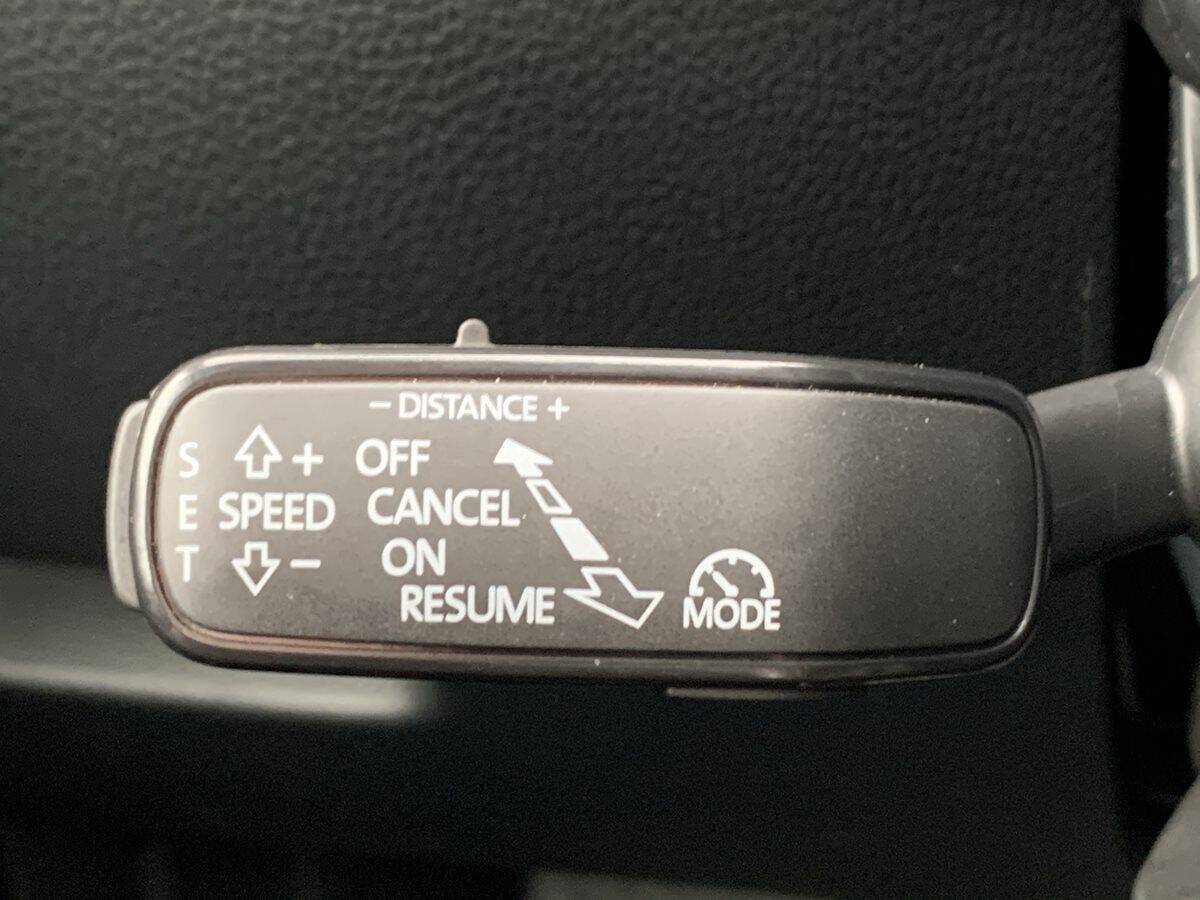 - DISTANCE +
S + OFF
E SPEED CANCEL
T - ON
RESUME
MODE